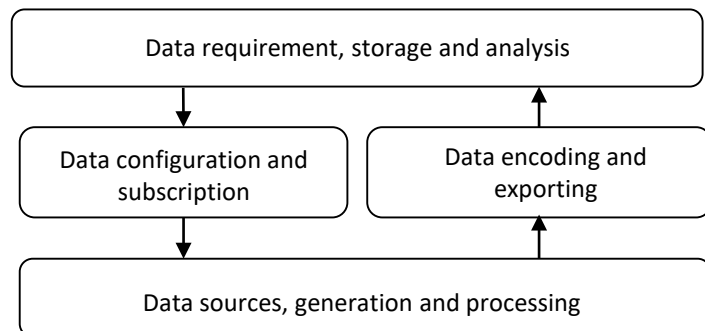 Data requirement, storage and analysis
Data configuration and
subscription
Data encoding and
exporting
Data sources, generation and processing